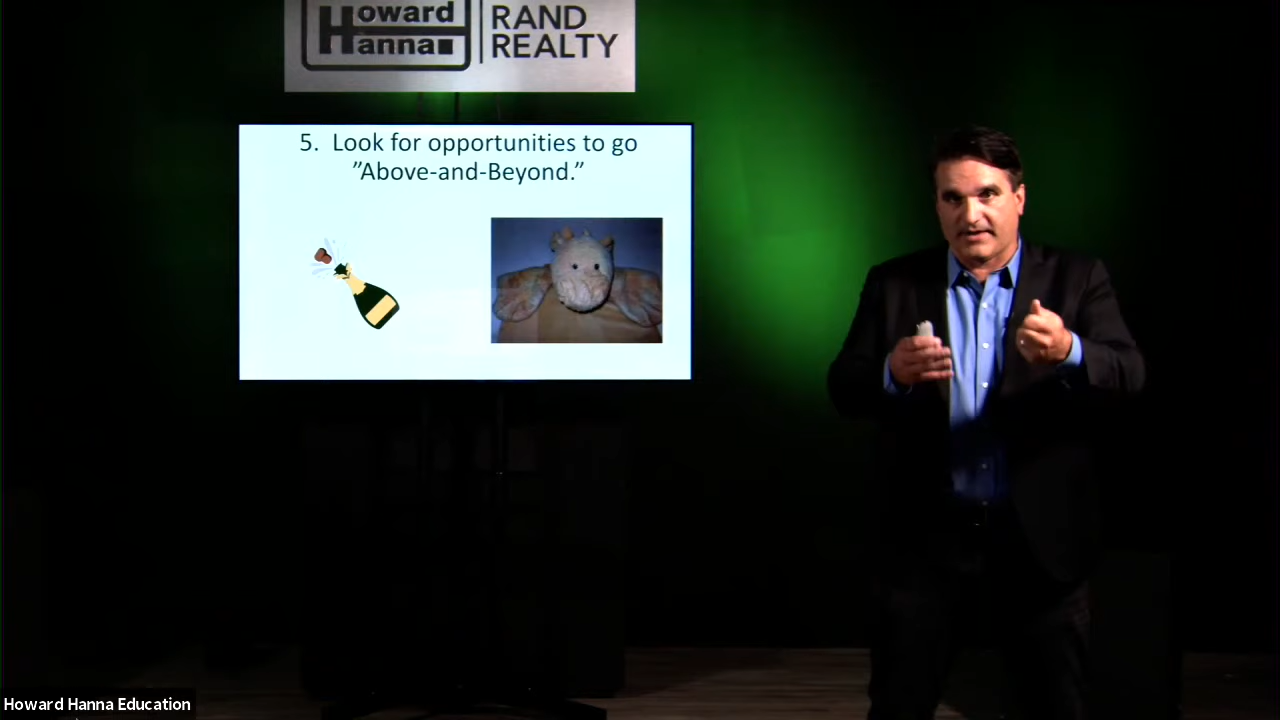 Howard
Hanna
RAND
REALTY
5. Look for opportunities to go
”Above-and-Beyond.”
Howard Hanna Education